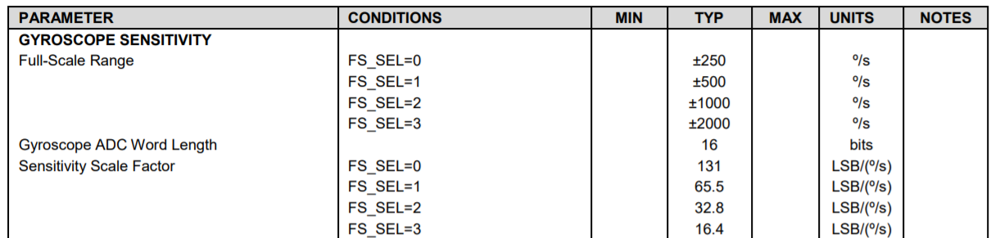 PARAMETER CONDITIONS MIN TYP MAX UNITS NOTES
GYROSCOPE SENSITIVITY
Full-Scale Range FS_SEL=0 ±250 º/s
FS_SEL=1 ±500 º/s
FS_SEL=2 ±1000 º/s
FS_SEL=3 ±2000 º/s
Gyroscope ADC Word Length 16 bits
Sensitivity Scale Factor FS_SEL=0 131 LSB/(º/s)
FS_SEL=1 65.5 LSB/(º/s)
FS_SEL=2 32.8 LSB/(º/s)
FS_SEL=3 16.4 LSB/(º/s)